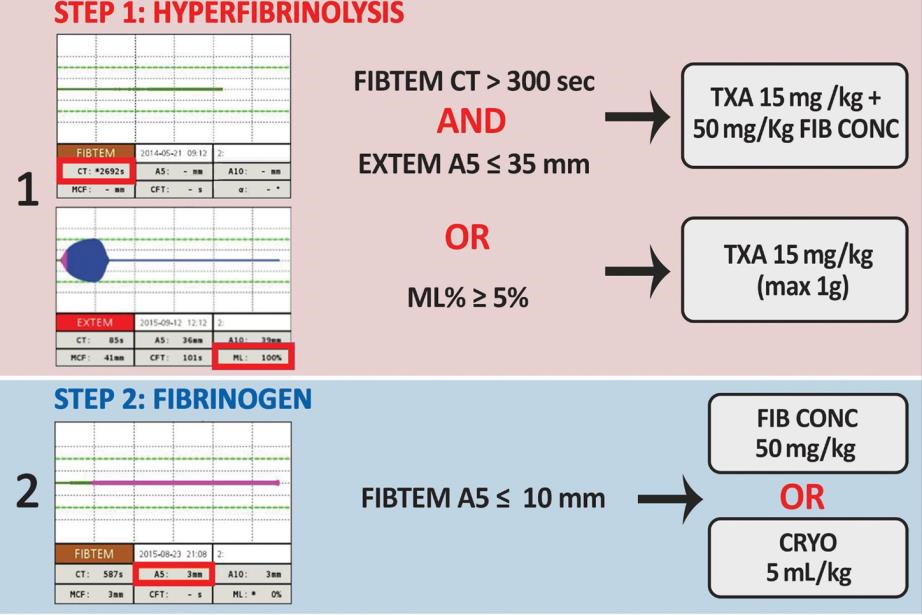 STEP 1: HYPERFIBRINOLYSIS
1
FIBTEM 2014-05-21 09:12 2:
CT: *2692s A5: - mm A10: - mm
MCF: - mm CFT: - s α: - °
FIBTEM CT > 300 sec
AND
EXTEM A5 ≤ 35 mm
TXA 15 mg /kg +
50 mg/Kg FIB CONC
OR
EXTEM 2015-09-12 12:12 2:
CT: 85s A5: 36mm A10: 39mm
MCF: 41mm CFT: 101s ML: 100%
ML% ≥ 5%
TXA 15 mg/kg
(max 1g)
STEP 2: FIBRINOGEN
2
FIBTEM 2015-08-23 21:08 2:
CT: 587s A5: 3mm A10: 3mm
MCF: 3mm CFT: - s ML: * 0%
FIBTEM A5 ≤ 10 mm
FIB CONC
50 mg/kg
OR
CRYO
5 mL/kg